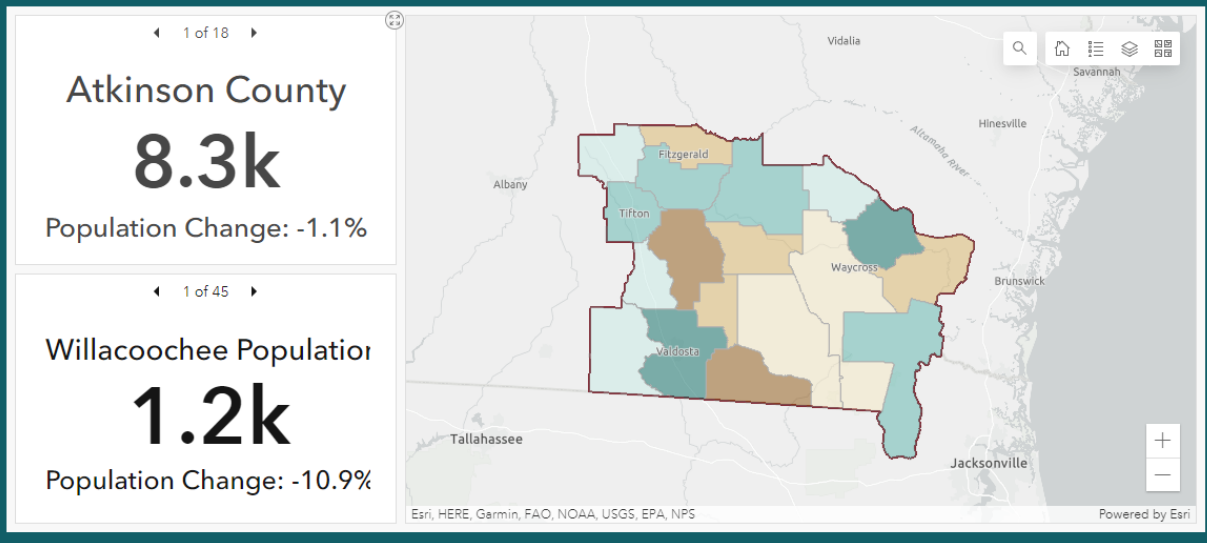 1 of 18
Atkinson County
8.3k
Population Change: -1.1%
1 of 45
Willacoochee Population
1.2k
Population Change: -10.9%
Vidalia
Savannah
Hinesville
Altamaha River
Fitzgerald
Albany
Tifton
Waycross
Brunswick
Valdosta
Tallahassee
Jacksonville
Esri, HERE, Garmin, FAO, NOAA, USGS, EPA, NPS
Powered by Esri